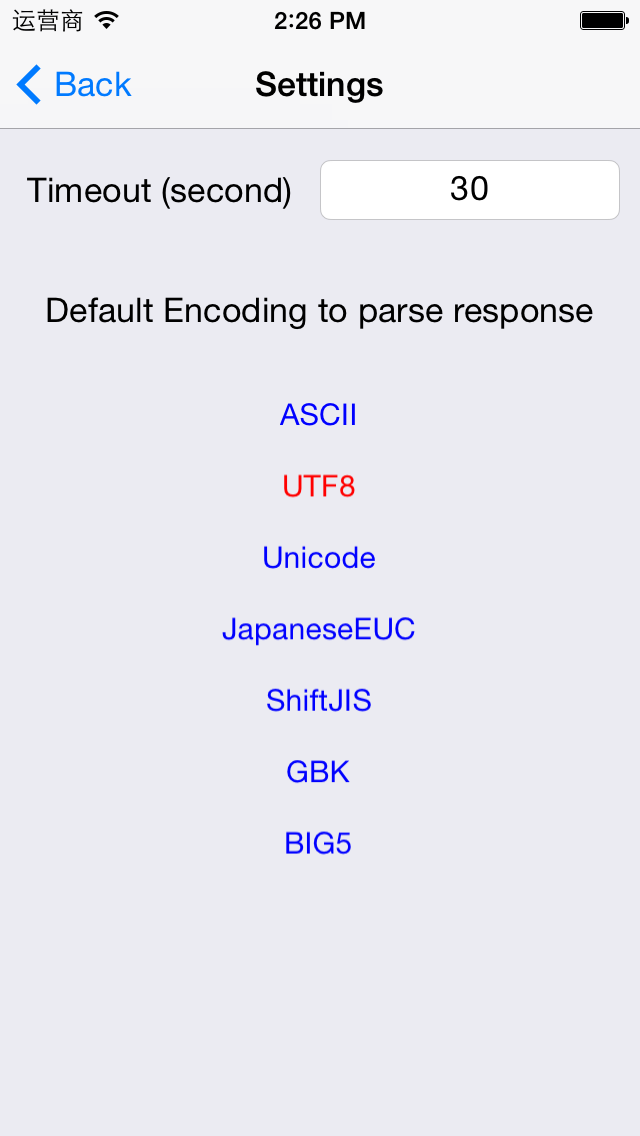 运营商 2:26 PM
Back Settings
Timeout (second) 30
Default Encoding to parse response
ASCII
UTF8
Unicode
JapaneseEUC
ShiftJIS
GBK
BIG5